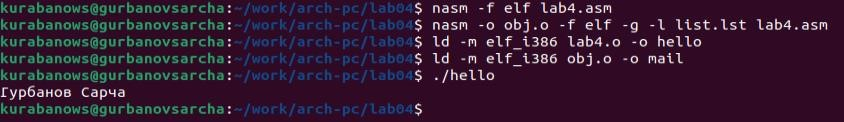 kurabanows@gurbanovsarcha:~/work/arch-pc/lab04$ nasm -f elf lab4.asm
kurabanows@gurbanovsarcha:~/work/arch-pc/lab04$ nasm -o obj.o -f elf -g -l list.lst lab4.asm
kurabanows@gurbanovsarcha:~/work/arch-pc/lab04$ ld -m elf_i386 lab4.o -o hello
kurabanows@gurbanovsarcha:~/work/arch-pc/lab04$ ld -m elf_i386 obj.o -o mail
kurabanows@gurbanovsarcha:~/work/arch-pc/lab04$ ./hello
Гурбанов Сарча
kurabanows@gurbanovsarcha:~/work/arch-pc/lab04$